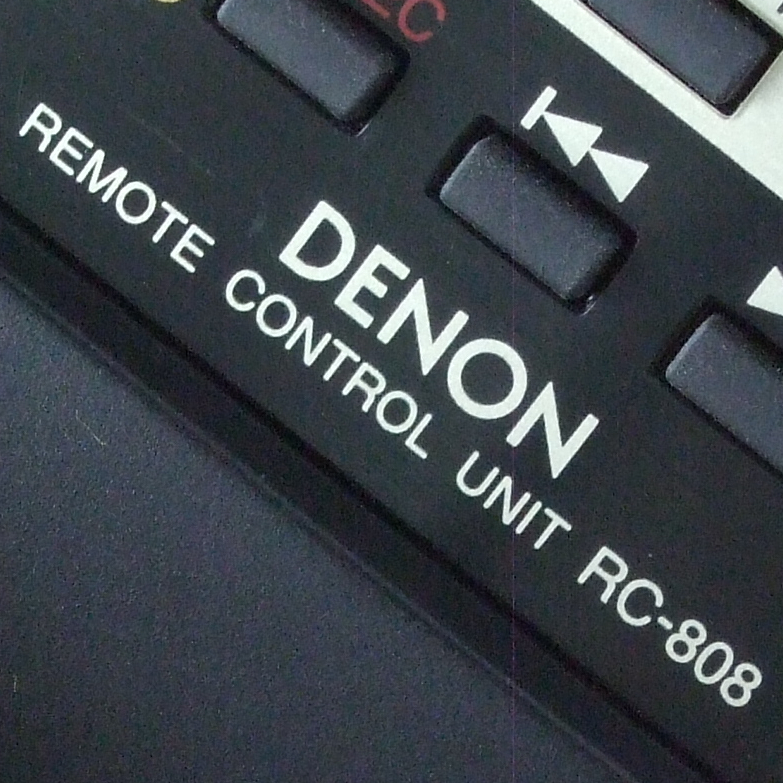 DENON
REMOTE CONTROL UNIT RC-808